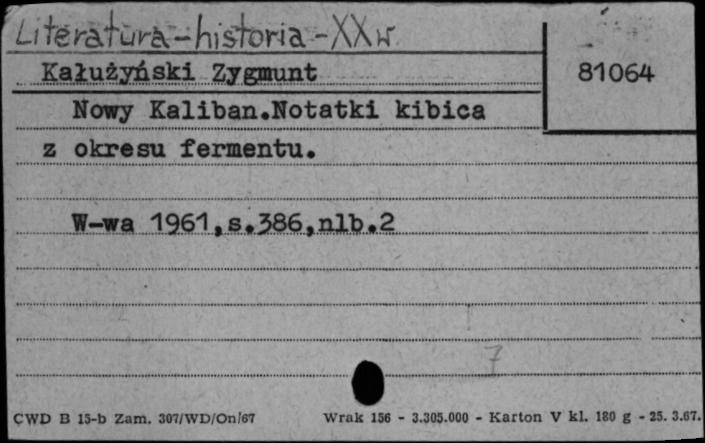 Literatura-historia-XXw
Kałużyński Zygmunt
81064
Nowy Kaliban.Notatki kibica
z okresu fermentu.
W-wa 1961,s.386,nlb.2
7
CWD B 15-b Zam. 307/WD/On/67 Wrak 156 - 3.305.000 - Karton V kl. 180 g - 25. 3.67.